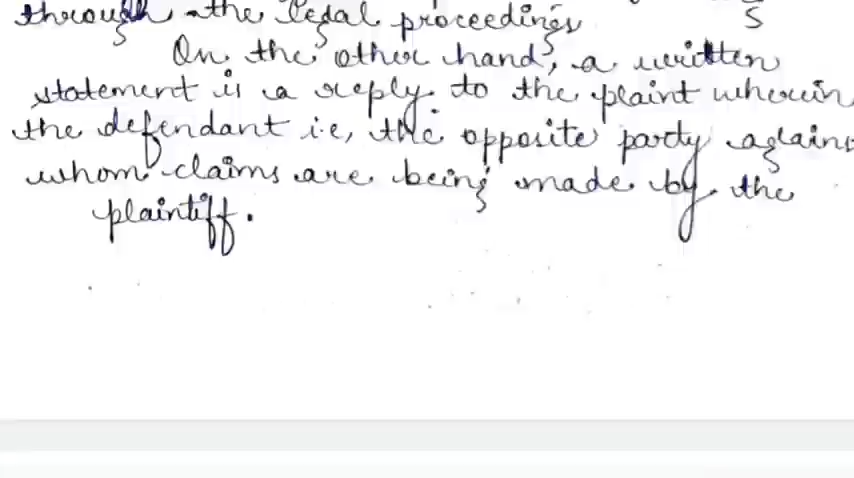 through the legal proceedings
On the other hand, a written
statement is a reply to the plaint wherein
the defendant i.e, the opposite party agains
whom claims are being made by the
plaintiff.